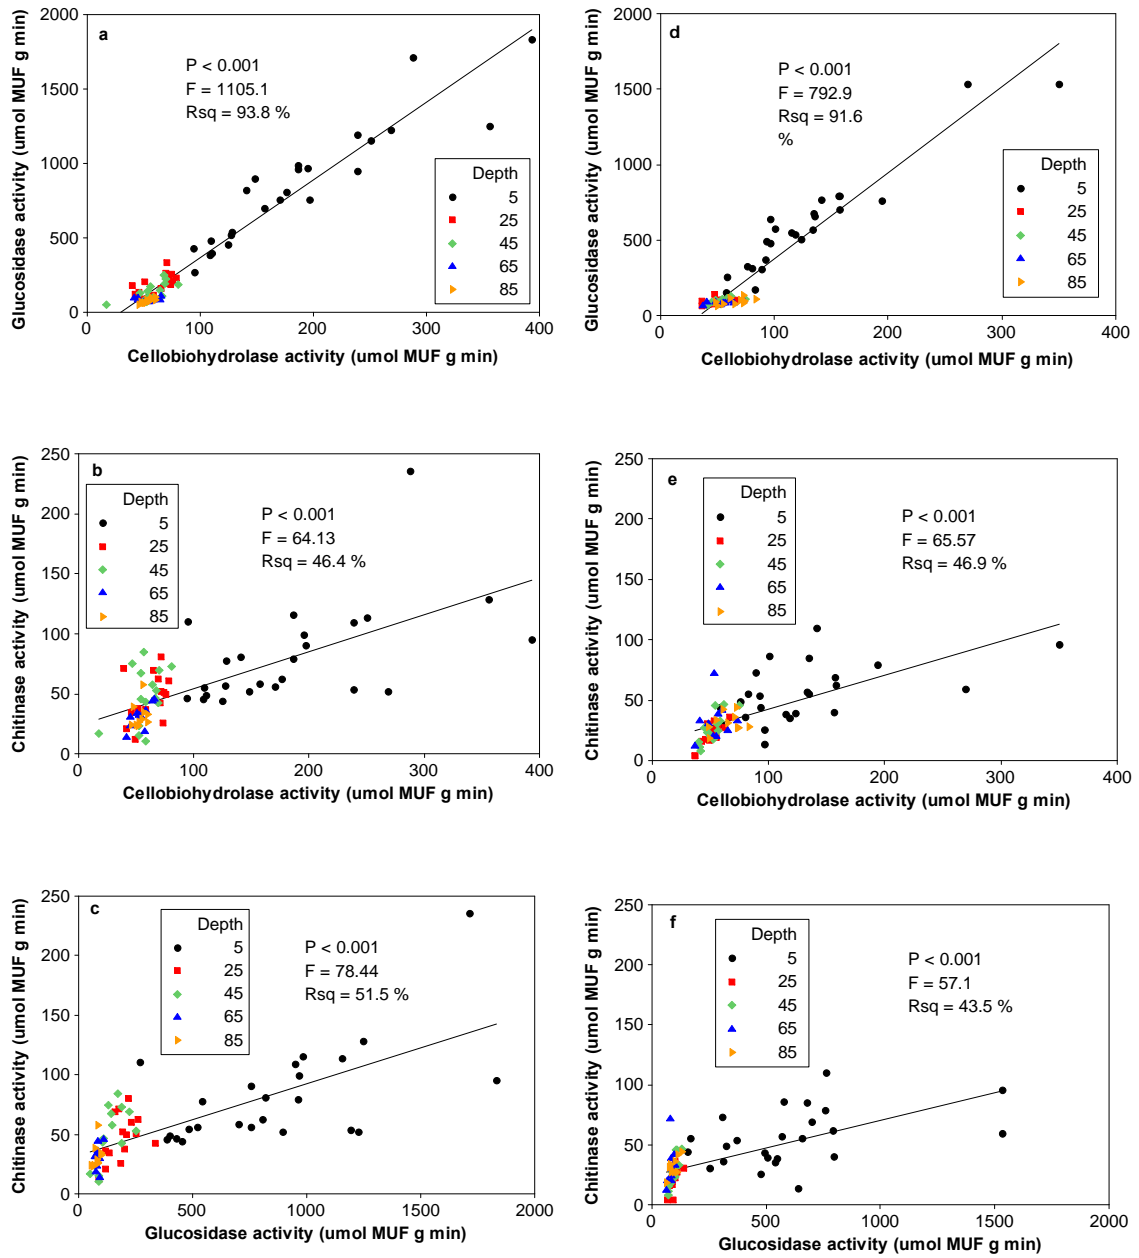 a
P < 0.001
F = 1105.1
Rsq = 93.8 %
Depth
5
25
45
65
85
2000
1500
1000
500
0
0 100 200 300 400
Glucosidase activity (umol MUF g min)
Cellobiohydrolase activity (umol MUF g min)
d
P < 0.001
F = 792.9
Rsq = 91.6
%
Depth
5
25
45
65
85
2000
1500
1000
500
0
0 100 200 300 400
Glucosidase activity (umol MUF g min)
Cellobiohydrolase activity (umol MUF g min)
b
P < 0.001
F = 64.13
Rsq = 46.4 %
Depth
5
25
45
65
85
250
200
150
100
50
0
0 100 200 300 400
Chitinase activity (umol MUF g min)
Cellobiohydrolase activity (umol MUF g min)
e
P < 0.001
F = 65.57
Rsq = 46.9 %
Depth
5
25
45
65
85
250
200
150
100
50
0
0 100 200 300 400
Chitinase activity (umol MUF g min)
Cellobiohydrolase activity (umol MUF g min)
c
P < 0.001
F = 78.44
Rsq = 51.5 %
Depth
5
25
45
65
85
250
200
150
100
50
0
0 500 1000 1500 2000
Chitinase activity (umol MUF g min)
Glucosidase activity (umol MUF g min)
f
P < 0.001
F = 57.1
Rsq = 43.5 %
Depth
5
25
45
65
85
250
200
150
100
50
0
0 500 1000 1500 2000
Chitinase activity (umol MUF g min)
Glucosidase activity (umol MUF g min)